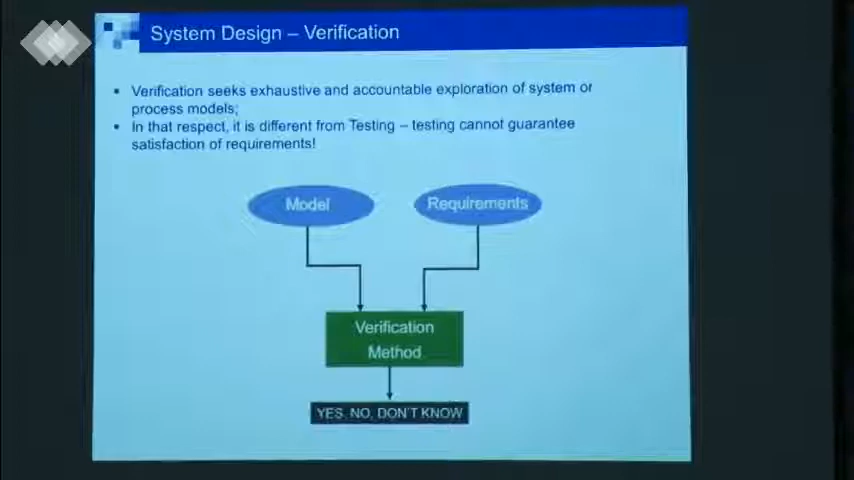 System Design – Verification
▪ Verification seeks exhaustive and accountable exploration of system or
process models;
▪ In that respect, it is different from Testing – testing cannot guarantee
satisfaction of requirements!
Model
Requirements
Verification
Method
YES, NO, DON'T KNOW